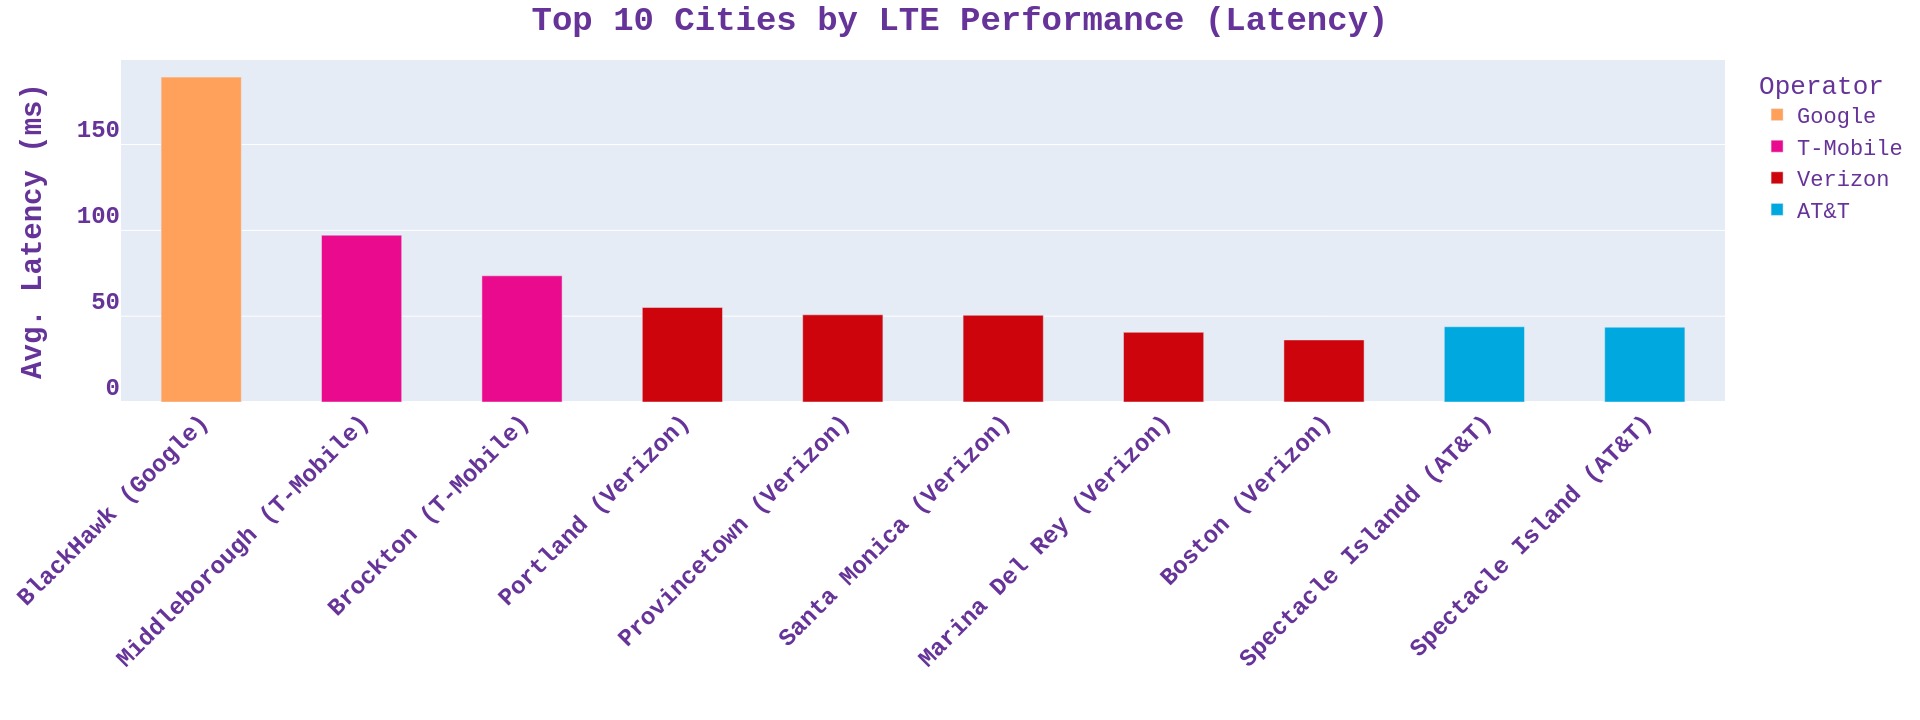 Top 10 Cities by LTE Performance (Latency)
Avg. Latency (ms)
150
100
50
0
BlackHawk (Google)
Middleborough (T-Mobile)
Brockton (T-Mobile)
Portland (Verizon)
Provincetown (Verizon)
Santa Monica (Verizon)
Marina Del Rey (Verizon)
Boston (Verizon)
Spectacle Islandd (AT&T)
Spectacle Island (AT&T)
Operator
Google
T-Mobile
Verizon
AT&T